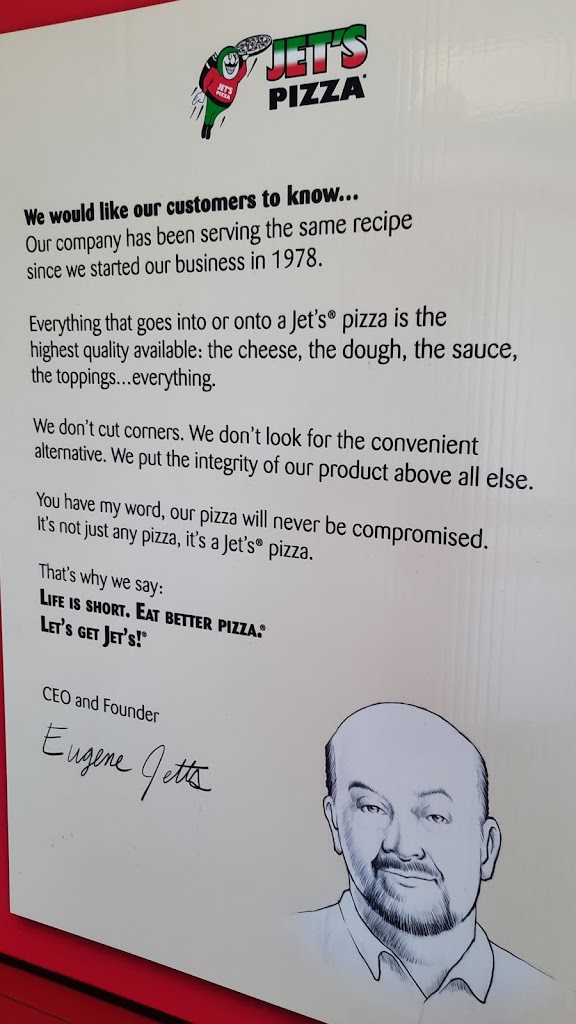 JET'S
PIZZA®
JET'S
PIZZA
We would like our customers to know...
Our company has been serving the same recipe
since we started our business in 1978.
Everything that goes into or onto a Jet's® pizza is the
highest quality available: the cheese, the dough, the sauce,
the toppings...everything.
We don't cut corners. We don't look for the convenient
alternative. We put the integrity of our product above all else.
You have my word, our pizza will never be compromised.
It's not just any pizza, it's a Jet's® pizza.
That's why we say:
LIFE IS SHORT. EAT BETTER PIZZA.®
LET'S GET JET'S!®
CEO and Founder
Eugene Jetts